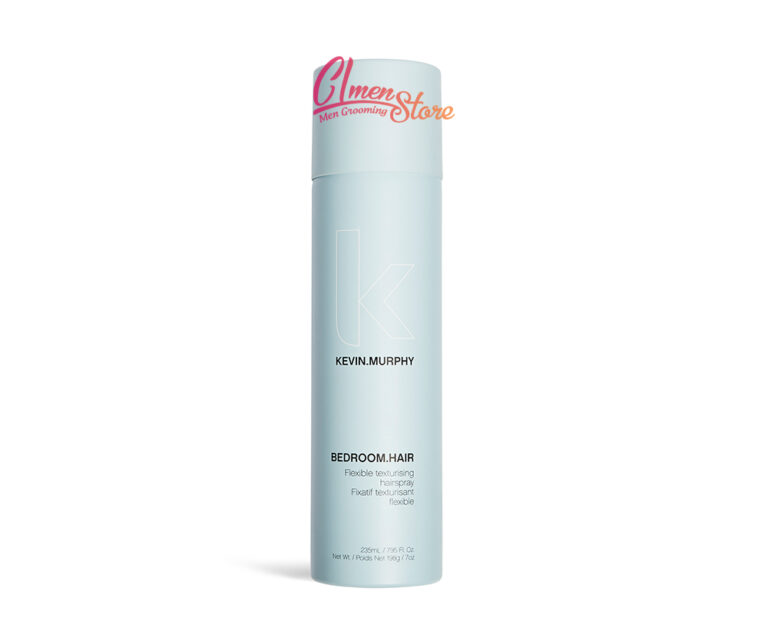 Clmen
Store
Men Grooming
KEVIN.MURPHY
BEDROOM.HAIR
Flexible texturising
hairspray
Fixatif texturisant
flexible
235mL / 7.95 Fl. Oz.
Net Wt. / Poids Net 198g / 7oz